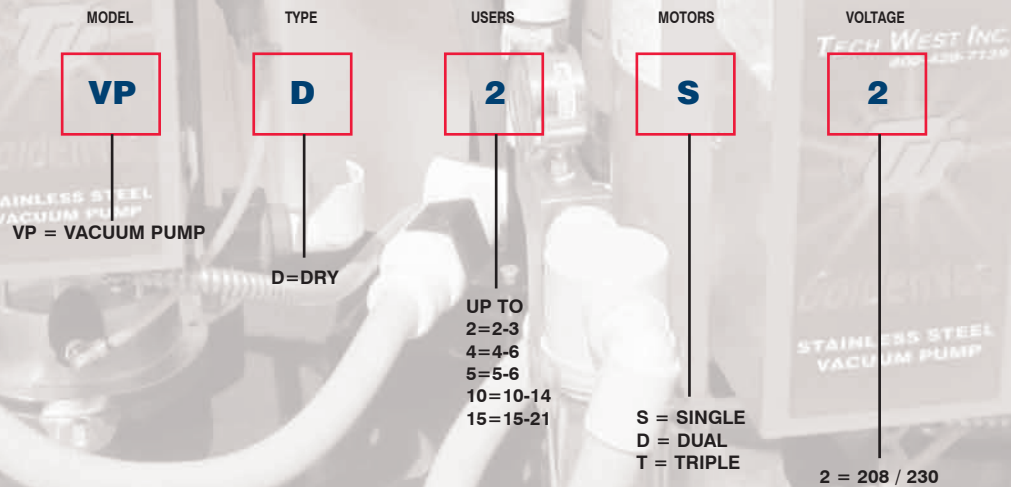 MODEL TYPE USERS MOTORS VOLTAGE
TECH WEST INC.
VP D 2 S 2
STAINLESS STEEL
VACUUM PUMP
VP = VACUUM PUMP
D=DRY
UP TO
2=2-3
4=4-6
5=5-6
10=10-14
15=15-21
STAINLESS STEEL
VACUUM PUMP
S = SINGLE
D = DUAL
T = TRIPLE
2 = 208 / 230